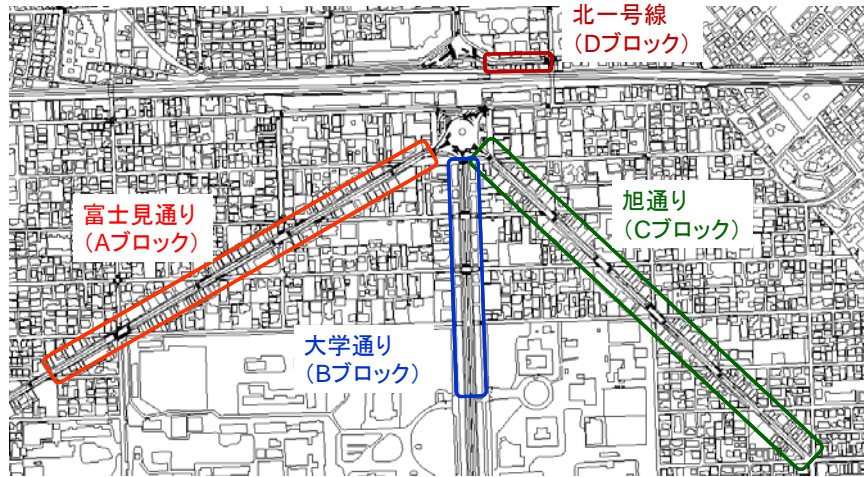 北一号線
（Dブロック）
富士見通り
（Aブロック）
旭通り
（Cブロック）
大学通り
（Bブロック）